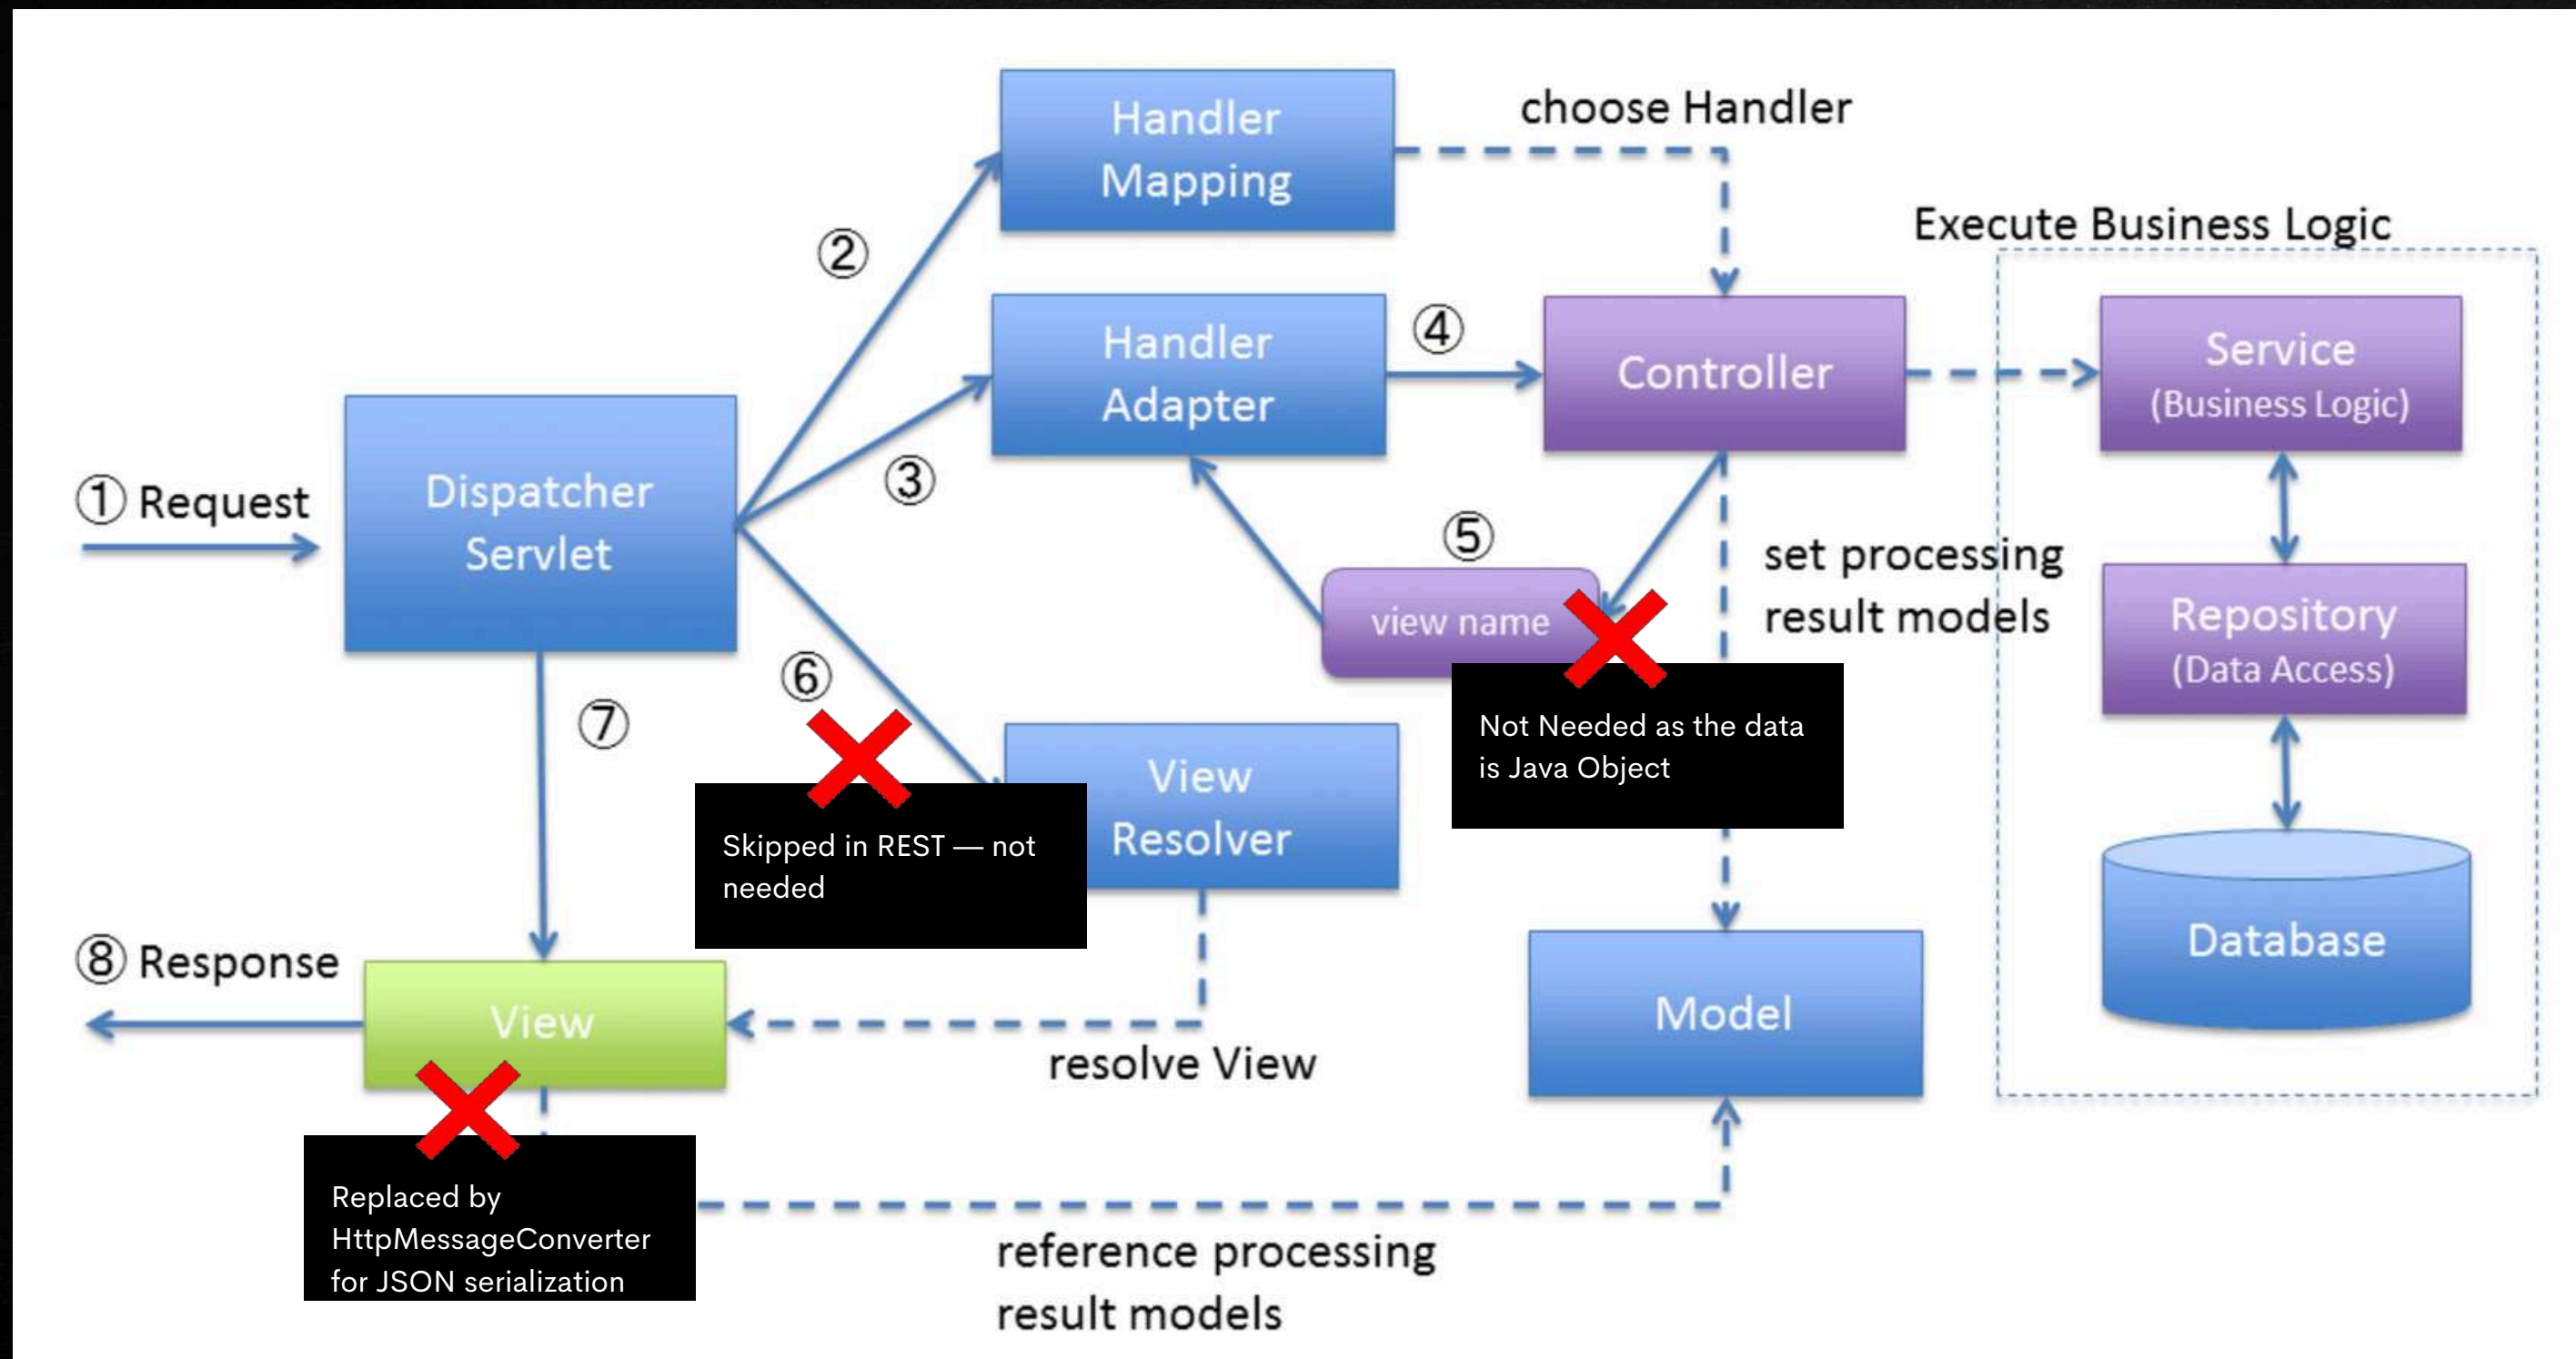 Handler
Mapping
choose Handler
②
Execute Business Logic
Handler
Adapter
④
Controller
Service
(Business Logic)
③
① Request
Dispatcher
Servlet
⑤
view name
set processing
result models
Repository
(Data Access)
⑥
⑦
Not Needed as the data
is Java Object
View
Resolver
Skipped in REST — not
needed
Database
⑧ Response
View
Model
resolve View
Replaced by
HttpMessageConverter
for JSON serialization
reference processing
result models